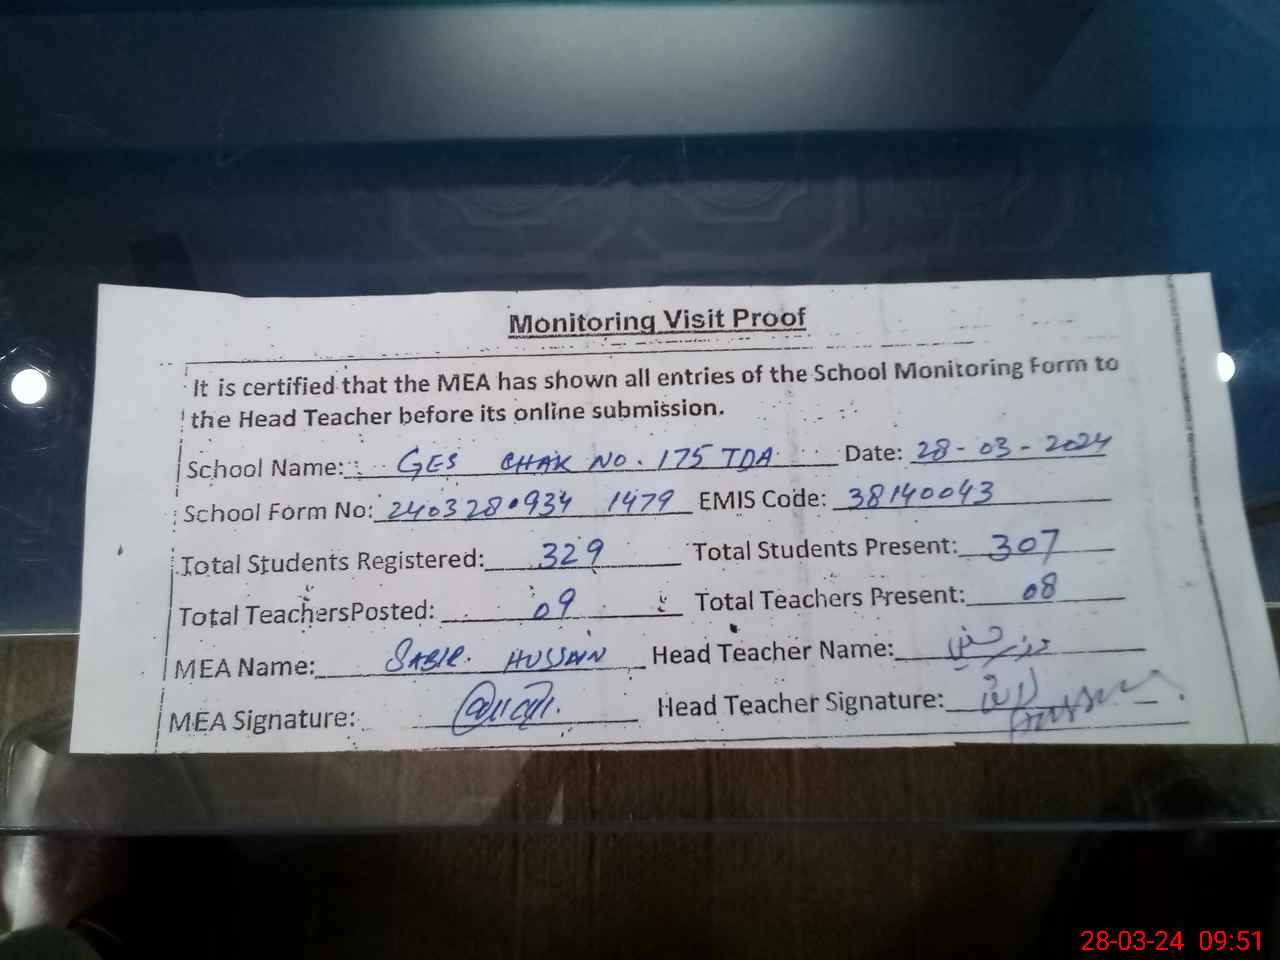 Monitoring Visit Proof
It is certified that the MEA has shown all entries of the School Monitoring Form to
the Head Teacher before its online submission.
School Name: GES CHAK NO. 175 TDA Date: 28-03-2024
School Form No: 2403280934 1479 EMIS Code: 38140043
Total Students Registered: 329 Total Students Present: 307
Total TeachersPosted: 09 Total Teachers Present: 08
MEA Name: SABIR HUSSAIN Head Teacher Name:
MEA Signature: Head Teacher Signature:
28-03-24 09:51